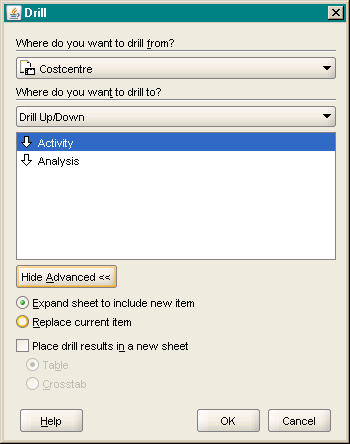 Drill
Where do you want to drill from?
Costcentre
Where do you want to drill to?
Drill Up/Down
Activity
Analysis
Hide Advanced <<
Expand sheet to include new item
Replace current item
Place drill results in a new sheet
Table
Crosstab
Help OK Cancel